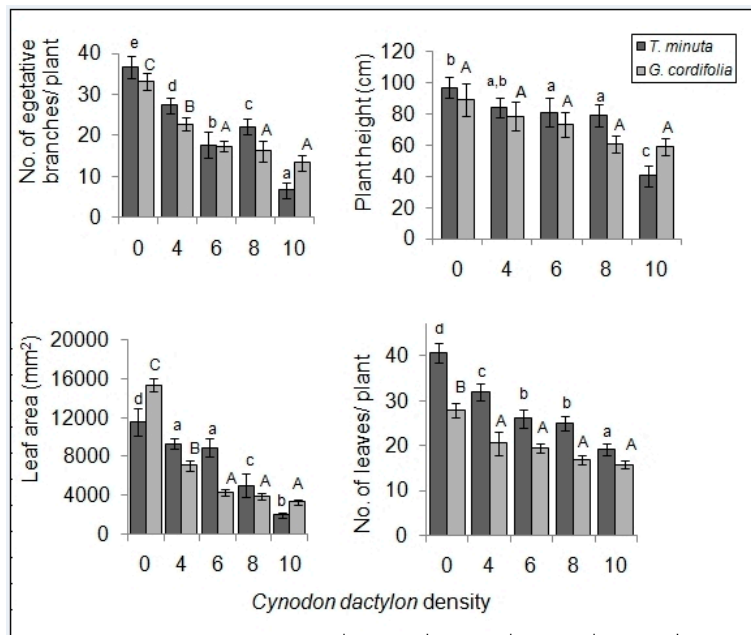 No. of egetative
branches/ plant
40
30
20
10
0
e
C
d
B
b
A
c
A
a
A
0 4 6 8 10
Plant height (cm)
120
100
80
60
40
20
0
b
A
a,b
A
a
A
a
A
c
A
0 4 6 8 10
T. minuta
G. cordifolia
Leaf area (mm²)
20000
16000
12000
8000
4000
0
d
C
a
B
a
A
c
A
b
A
0 4 6 8 10
No. of leaves/ plant
40
30
20
10
0
d
B
c
A
b
A
b
A
a
A
0 4 6 8 10
Cynodon dactylon density